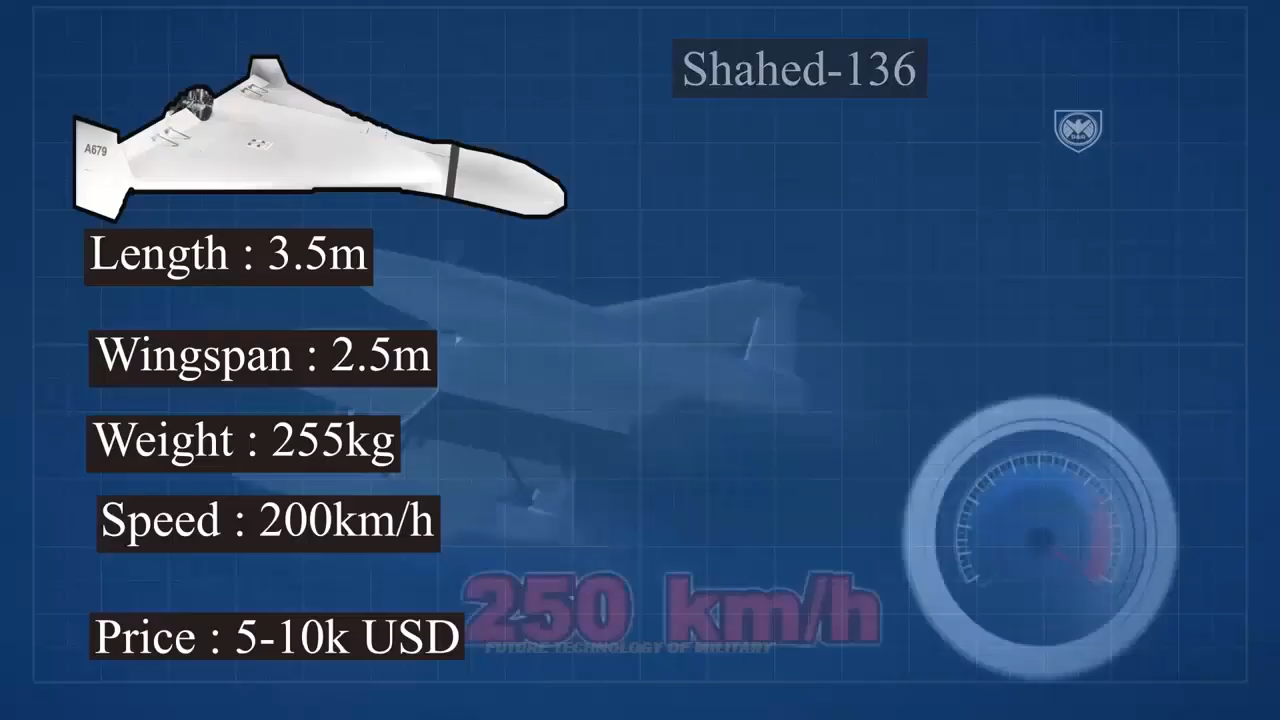 Shahed-136
A679
Length : 3.5m
Wingspan : 2.5m
Weight : 255kg
Speed : 200km/h
250 km/h
Price : 5-10k USD
FUTURE TECHNOLOGY OF MILITARY